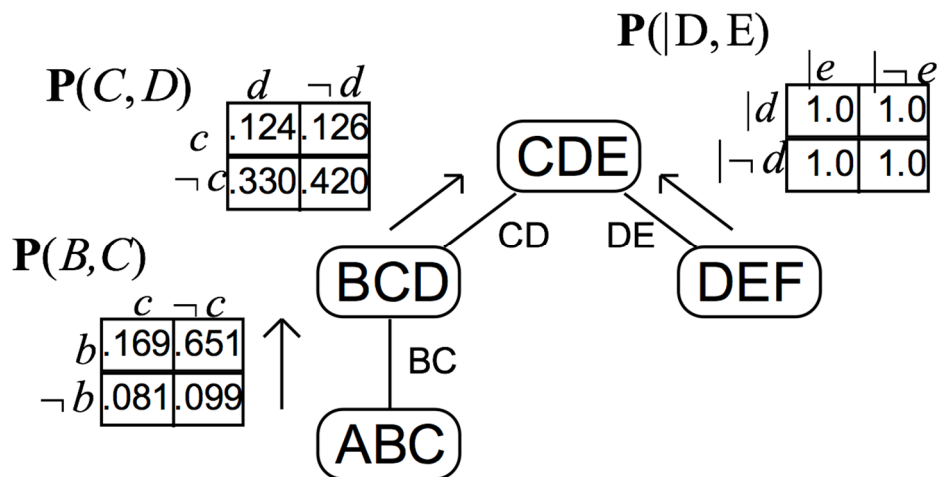 P(|D, E)
|e |¬e
|d 1.0 1.0
|¬d 1.0 1.0
P(C, D)
d ¬d
c .124 .126
¬c .330 .420
CDE
CD DE
P(B,C)
BCD DEF
c ¬c
b .169 .651
¬b .081 .099
BC
ABC